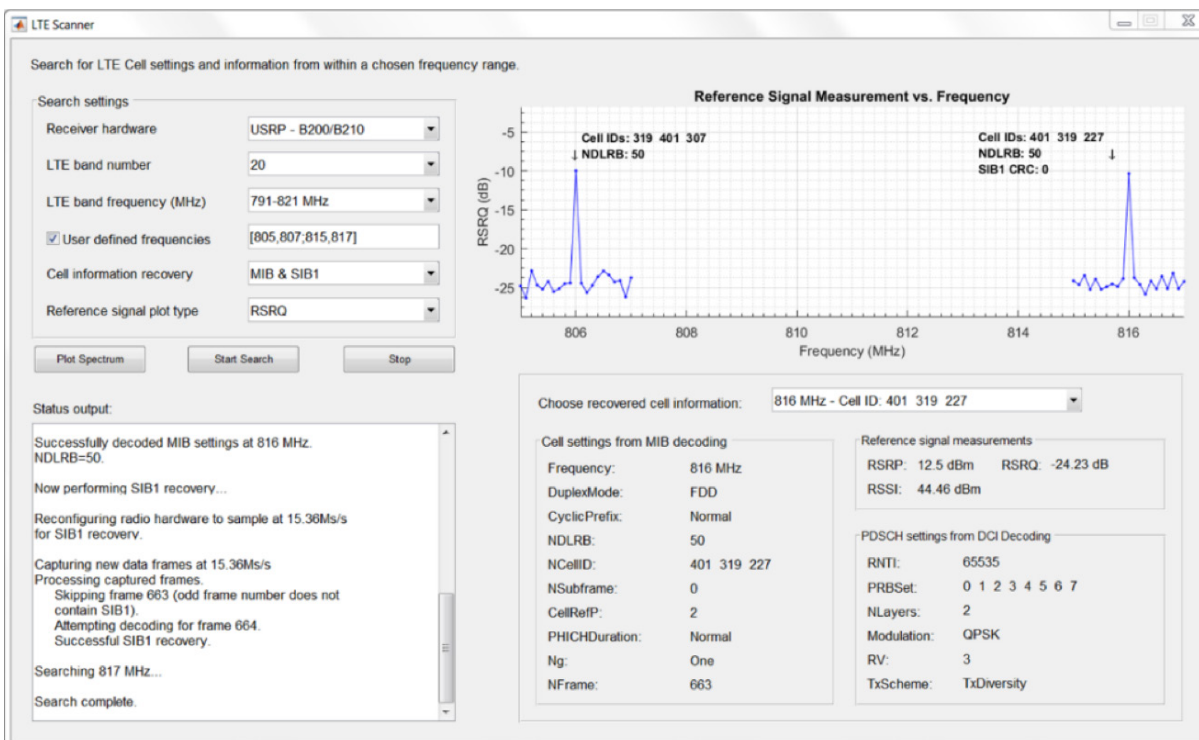 LTE Scanner
Search for LTE Cell settings and information from within a chosen frequency range.
Search settings
Receiver hardware USRP - B200/B210
LTE band number 20
LTE band frequency (MHz) 791-821 MHz
User defined frequencies [805,807;815,817]
Cell information recovery MIB & SIB1
Reference signal plot type RSRQ
Plot Spectrum Start Search Stop
Status output:
Successfully decoded MIB settings at 816 MHz.
NDLRB=50.
Now performing SIB1 recovery...
Reconfiguring radio hardware to sample at 15.36Ms/s
for SIB1 recovery.
Capturing new data frames at 15.36Ms/s
Processing captured frames.
Skipping frame 663 (odd frame number does not
contain SIB1).
Attempting decoding for frame 664.
Successful SIB1 recovery.
Searching 817 MHz...
Search complete.
Reference Signal Measurement vs. Frequency
RSRQ (dB)
-5
-10
-15
-20
-25
Cell IDs: 319 401 307
↓ NDLRB: 50
Cell IDs: 401 319 227
NDLRB: 50 ↓
SIB1 CRC: 0
806 808 810 812 814 816
Frequency (MHz)
Choose recovered cell information: 816 MHz - Cell ID: 401 319 227
Cell settings from MIB decoding
Frequency: 816 MHz
DuplexMode: FDD
CyclicPrefix: Normal
NDLRB: 50
NCellID: 401 319 227
NSubframe: 0
CellRefP: 2
PHICHDuration: Normal
Ng: One
NFrame: 663
Reference signal measurements
RSRP: 12.5 dBm RSRQ: -24.23 dB
RSSI: 44.46 dBm
PDSCH settings from DCI Decoding
RNTI: 65535
PRBSet: 0 1 2 3 4 5 6 7
NLayers: 2
Modulation: QPSK
RV: 3
TxScheme: TxDiversity